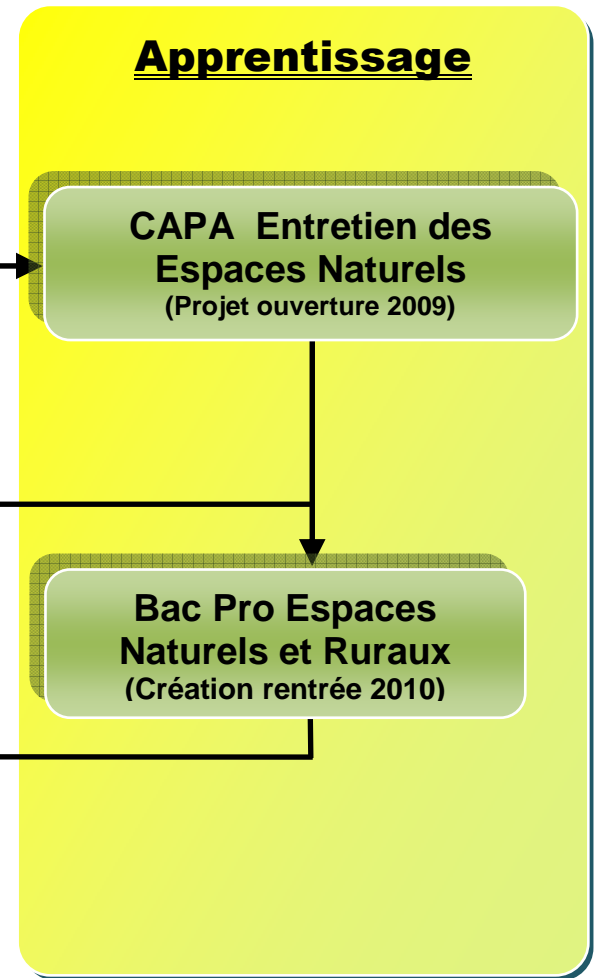 Apprentissage
CAPA Entretien des
Espaces Naturels
(Projet ouverture 2009)
Bac Pro Espaces
Naturels et Ruraux
(Création rentrée 2010)